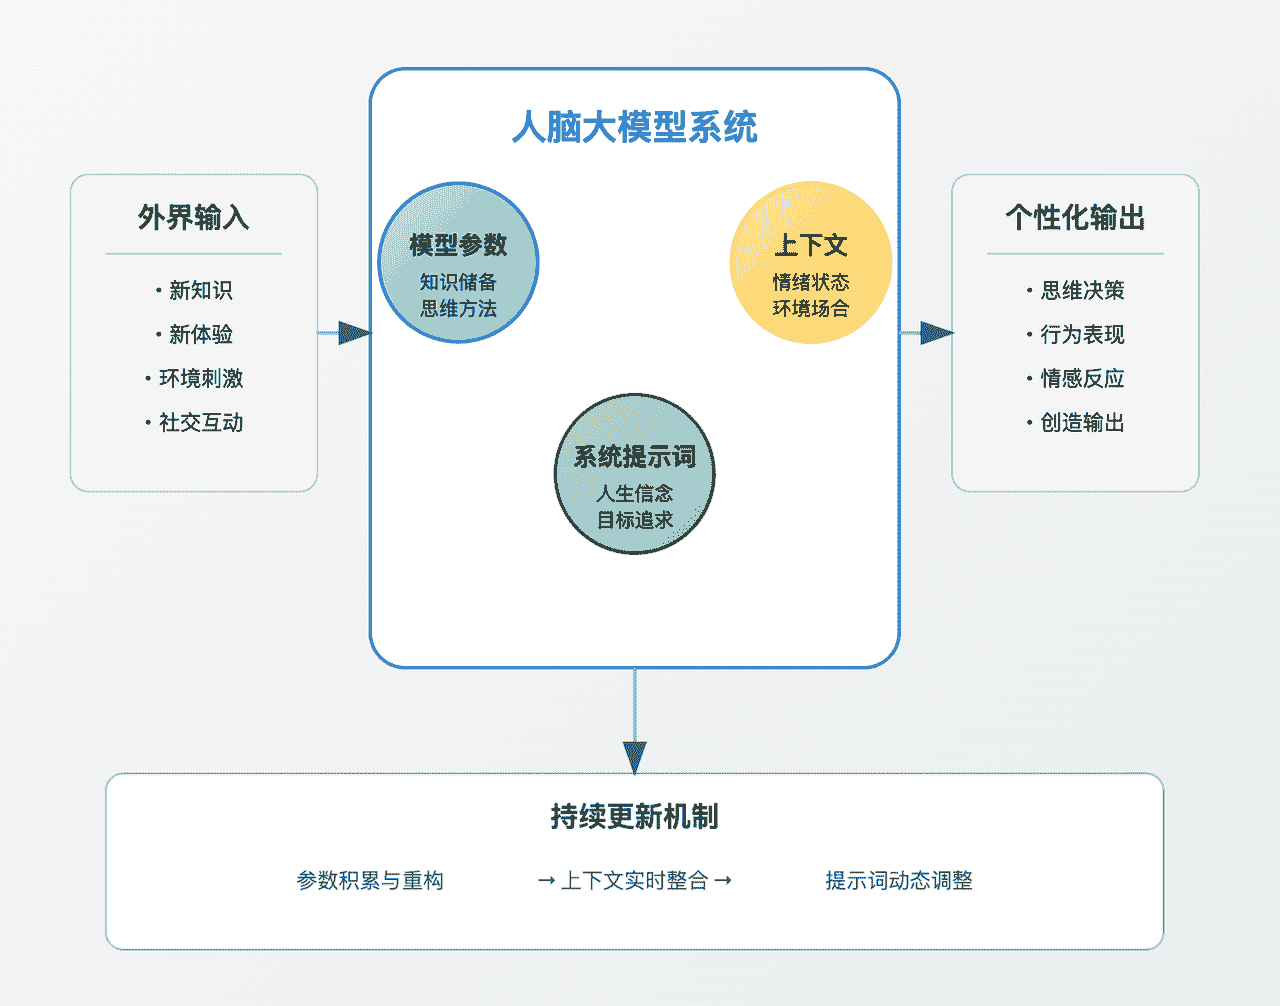 人脑大模型系统
外界输入
• 新知识
• 新体验
• 环境刺激
• 社交互动
模型参数
知识储备
思维方法
上下文
情绪状态
环境场合
系统提示词
人生信念
目标追求
个性化输出
• 思维决策
• 行为表现
• 情感反应
• 创造输出
持续更新机制
参数积累与重构 → 上下文实时整合 → 提示词动态调整